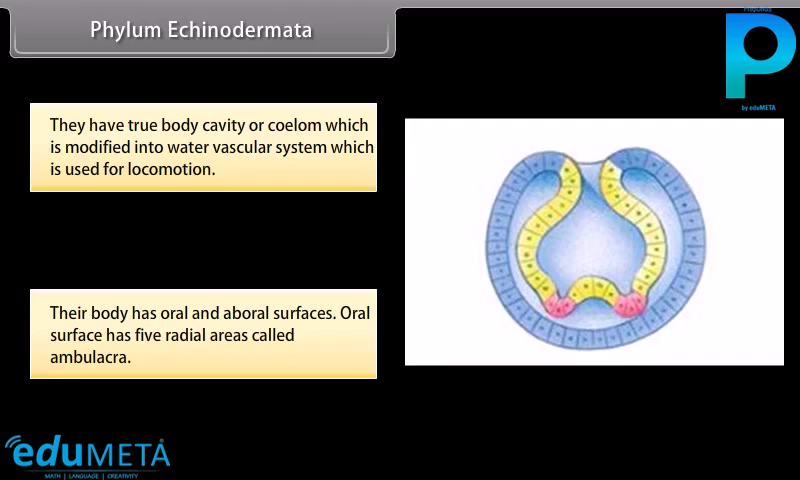 Phylum Echinodermata
Preponus
P
by eduMETA
They have true body cavity or coelom which
is modified into water vascular system which
is used for locomotion.
Their body has oral and aboral surfaces. Oral
surface has five radial areas called
ambulacra.
eduMETA
MATH | LANGUAGE | CREATIVITY